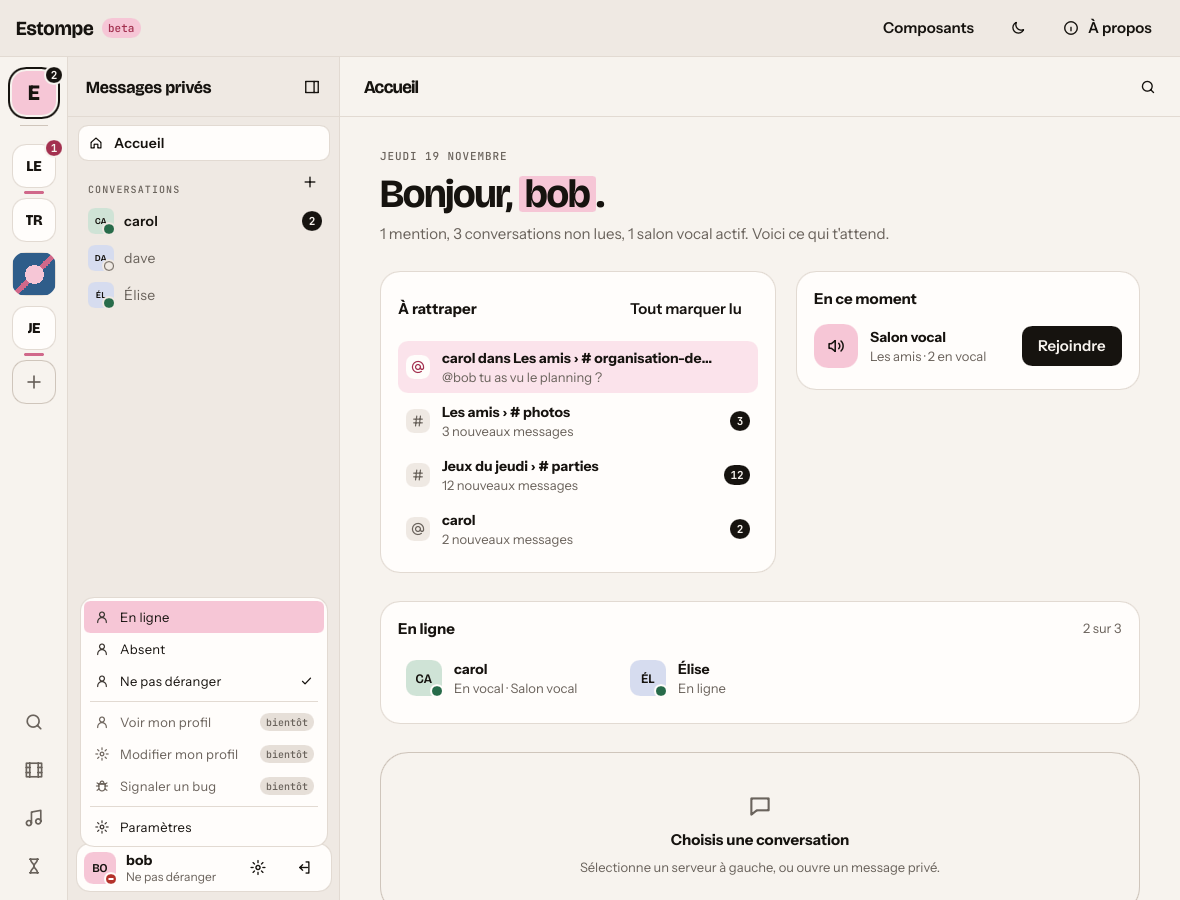 Estompe beta
Composants
À propos
E 2
LE 1
TR
JE
Messages privés
Accueil
CONVERSATIONS
CA carol 2
DA dave
ÉL Élise
En ligne
Absent
Ne pas déranger
Voir mon profil bientôt
Modifier mon profil bientôt
Signaler un bug bientôt
Paramètres
BO bob
Ne pas déranger
Accueil
JEUDI 19 NOVEMBRE
Bonjour, bob.
1 mention, 3 conversations non lues, 1 salon vocal actif. Voici ce qui t'attend.
À rattraper Tout marquer lu
carol dans Les amis › # organisation-de…
@bob tu as vu le planning ?
Les amis › # photos
3 nouveaux messages
3
Jeux du jeudi › # parties
12 nouveaux messages
12
carol
2 nouveaux messages
2
En ce moment
Salon vocal
Les amis · 2 en vocal
Rejoindre
En ligne 2 sur 3
CA carol
En vocal · Salon vocal
ÉL Élise
En ligne
Choisis une conversation
Sélectionne un serveur à gauche, ou ouvre un message privé.